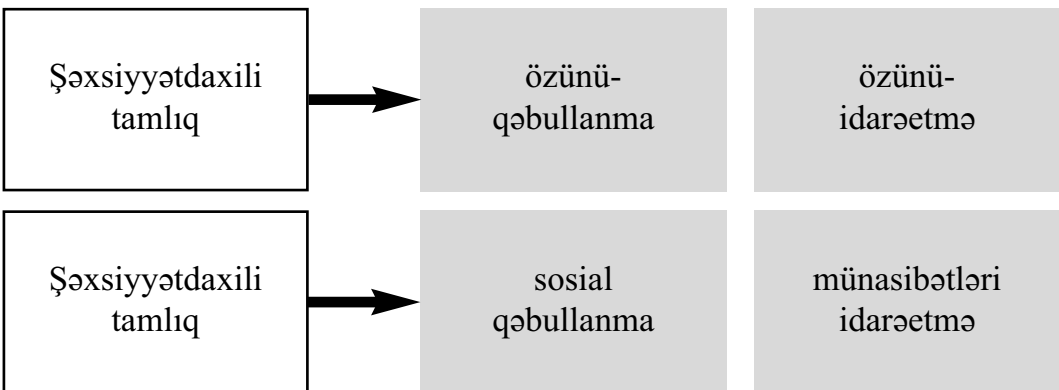 Şəxsiyyətdaxili
tamlıq
özünü-
qəbullanma
özünü-
idarəetmə
Şəxsiyyətdaxili
tamlıq
sosial
qəbullanma
münasibətləri
idarəetmə